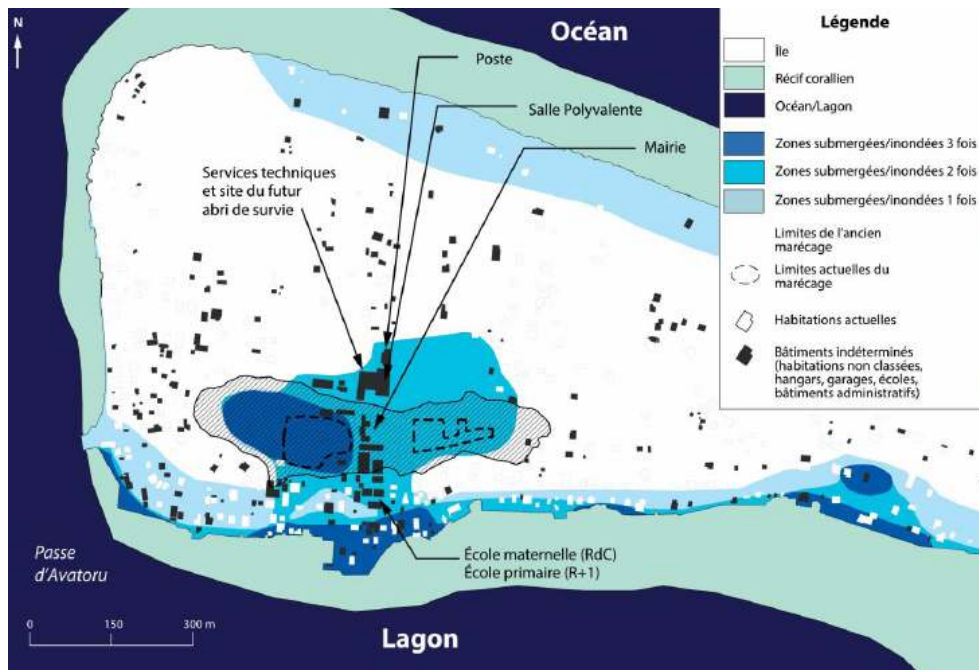 N
Océan
Poste
Salle Polyvalente
Mairie
Services techniques
et site du futur
abri de survie
École maternelle (RdC)
École primaire (R+1)
Passe
d'Avatoru
0 150 300 m
Lagon
Légende
Île
Récif corallien
Océan/Lagon
Zones submergées/inondées 3 fois
Zones submergées/inondées 2 fois
Zones submergées/inondées 1 fois
Limites de l'ancien
marécage
Limites actuelles du
marécage
Habitations actuelles
Bâtiments indéterminés
(habitations non classées,
hangars, garages, écoles,
bâtiments administratifs)